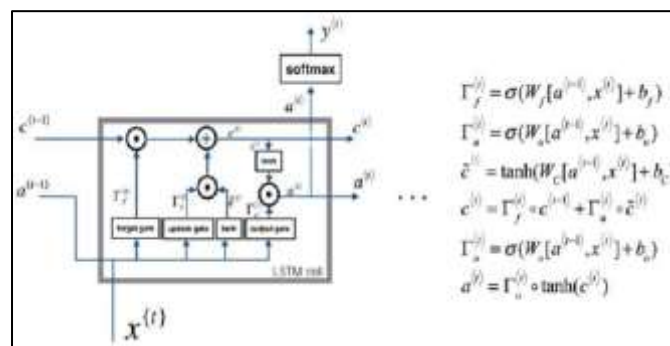 y^{(t)}
softmax
a^{(t)}
c^{(t-1)}
c^{(t)}
a^{(t-1)}
a^{(t)}
...
forget gate
update gate
tanh
output gate
tanh
LSTM cell
x^{{t}}
Γ_f^{(t)} = σ(W_f[a^{(t-1)}, x^{(t)}] + b_f)
Γ_u^{(t)} = σ(W_u[a^{(t-1)}, x^{(t)}] + b_u)
c̃^{(t)} = tanh(W_C[a^{(t-1)}, x^{(t)}] + b_C
c^{(t)} = Γ_f^{(t)} ∘ c^{(t-1)} + Γ_u^{(t)} ∘ c̃^{(t)}
Γ_o^{(t)} = σ(W_o[a^{(t-1)}, x^{(t)}] + b_o)
a^{(t)} = Γ_o^{(t)} ∘ tanh(c^{(t)})